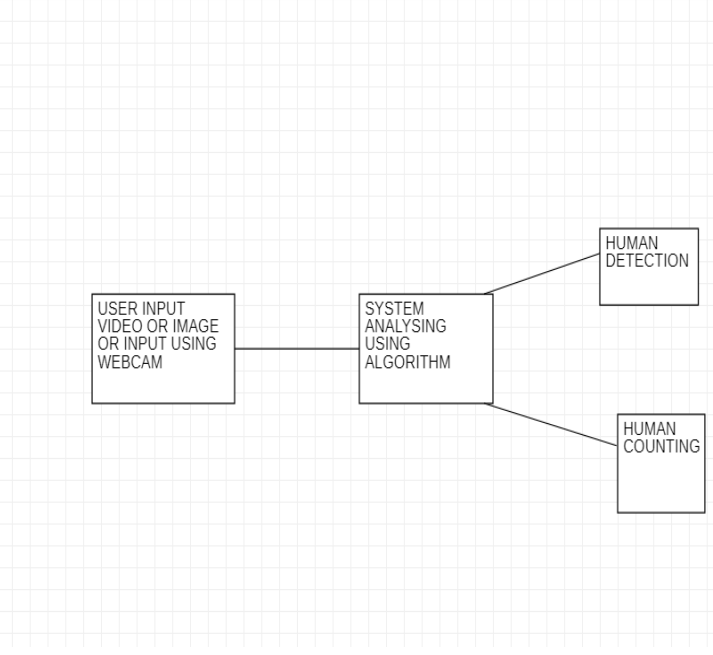 USER INPUT
VIDEO OR IMAGE
OR INPUT USING
WEBCAM
SYSTEM
ANALYSING
USING
ALGORITHM
HUMAN
DETECTION
HUMAN
COUNTING